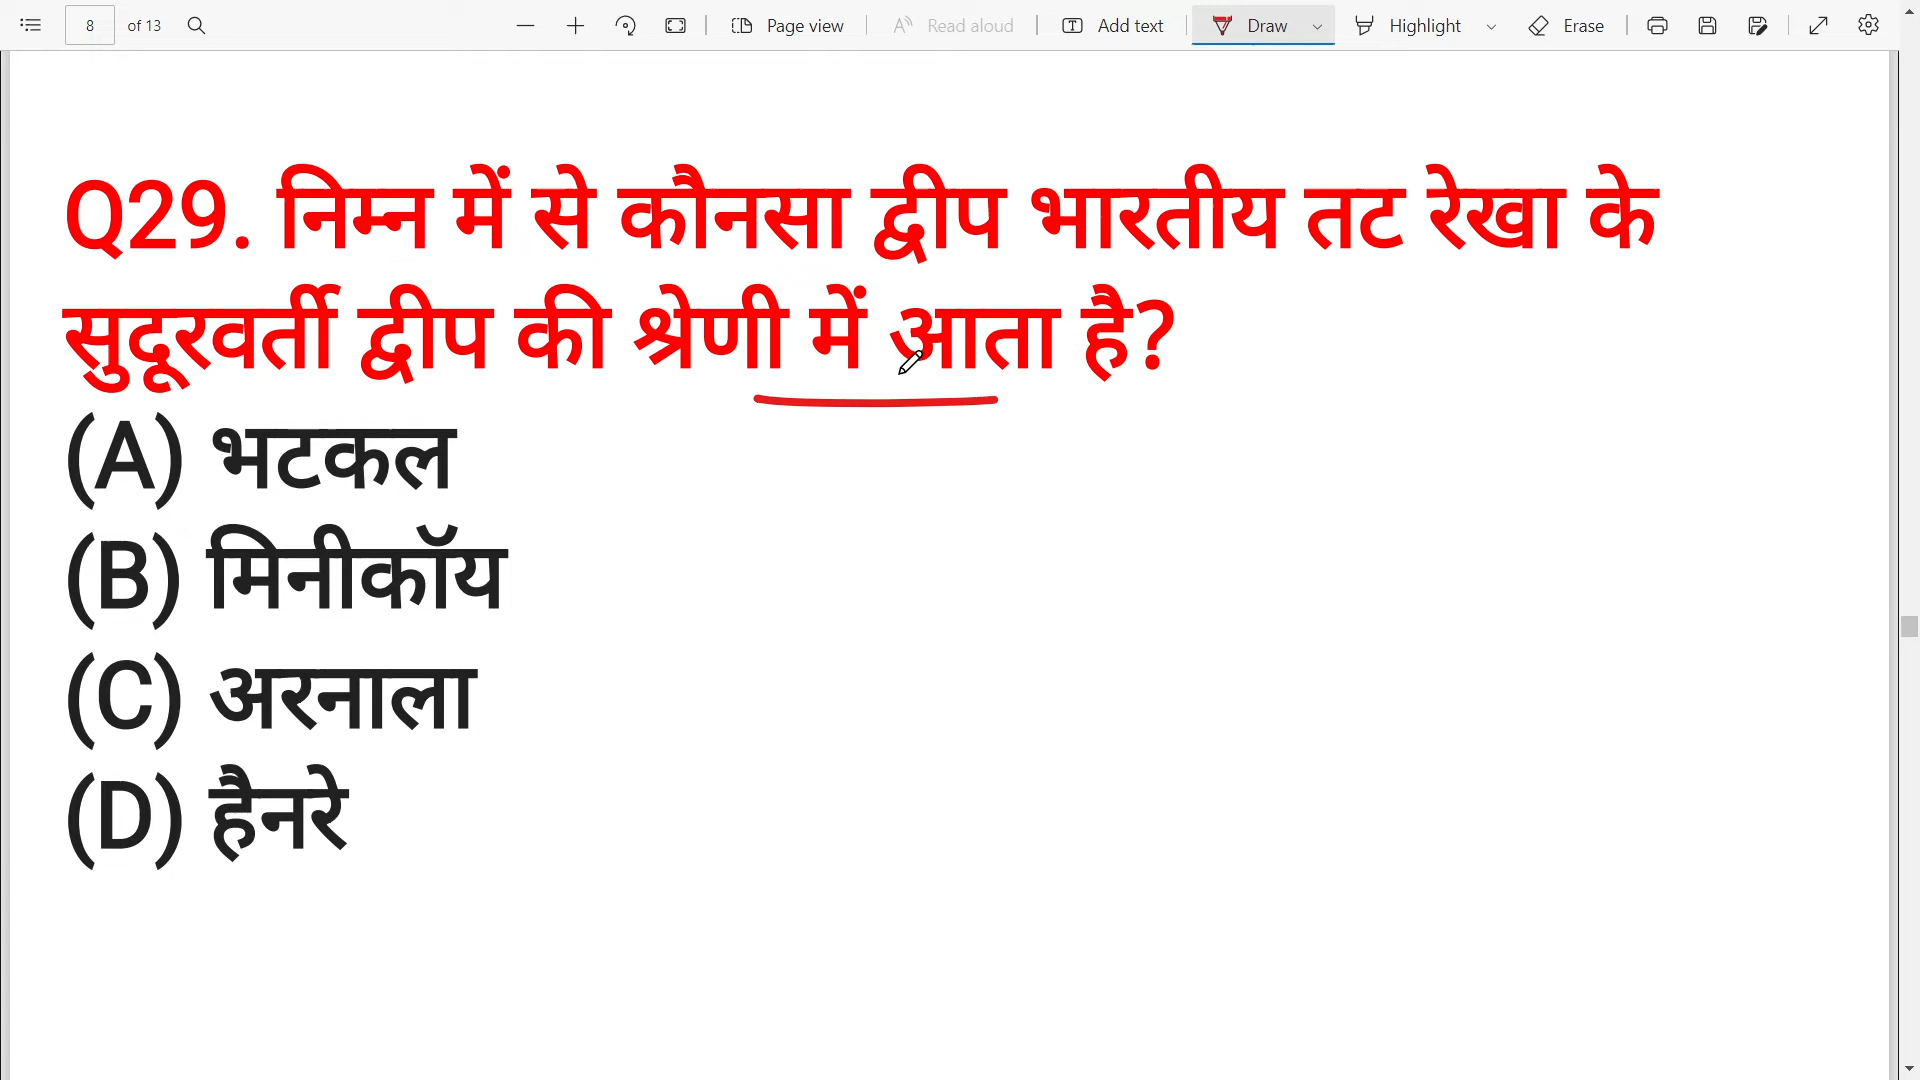 8 of 13 Page view Read aloud Add text Draw Highlight Erase
Q29. निम्न में से कौनसा द्वीप भारतीय तट रेखा के
सुदूरवर्ती द्वीप की श्रेणी में आता है?
(A) भटकल
(B) मिनीकॉय
(C) अरनाला
(D) हैनरे